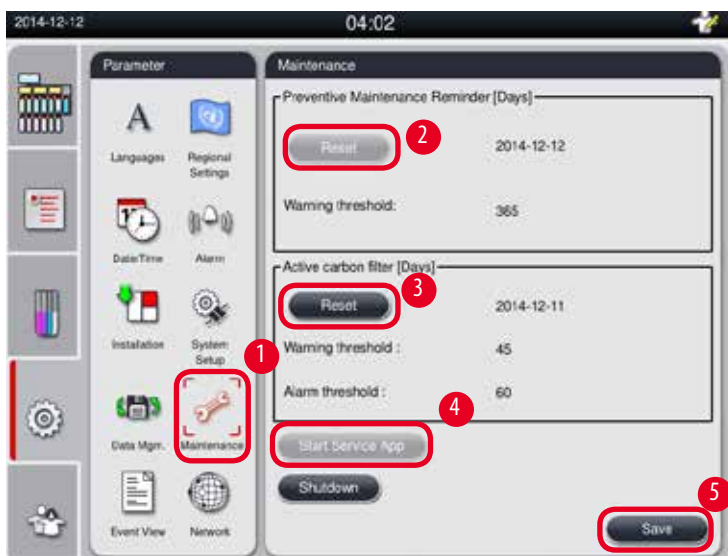 2014-12-12
04:02
Parameter
Languages
Regional
Settings
Date/Time
Alarm
Installation
System
Setup
1
Data Mgm.
Maintenance
Event View
Network
Maintenance
Preventive Maintenance Reminder [Days]
Reset
2
2014-12-12
Warning threshold:
365
Active carbon filter [Days]
Reset
3
2014-12-11
Warning threshold :
45
Alarm threshold :
60
4
Start Service App
Shutdown
5
Save